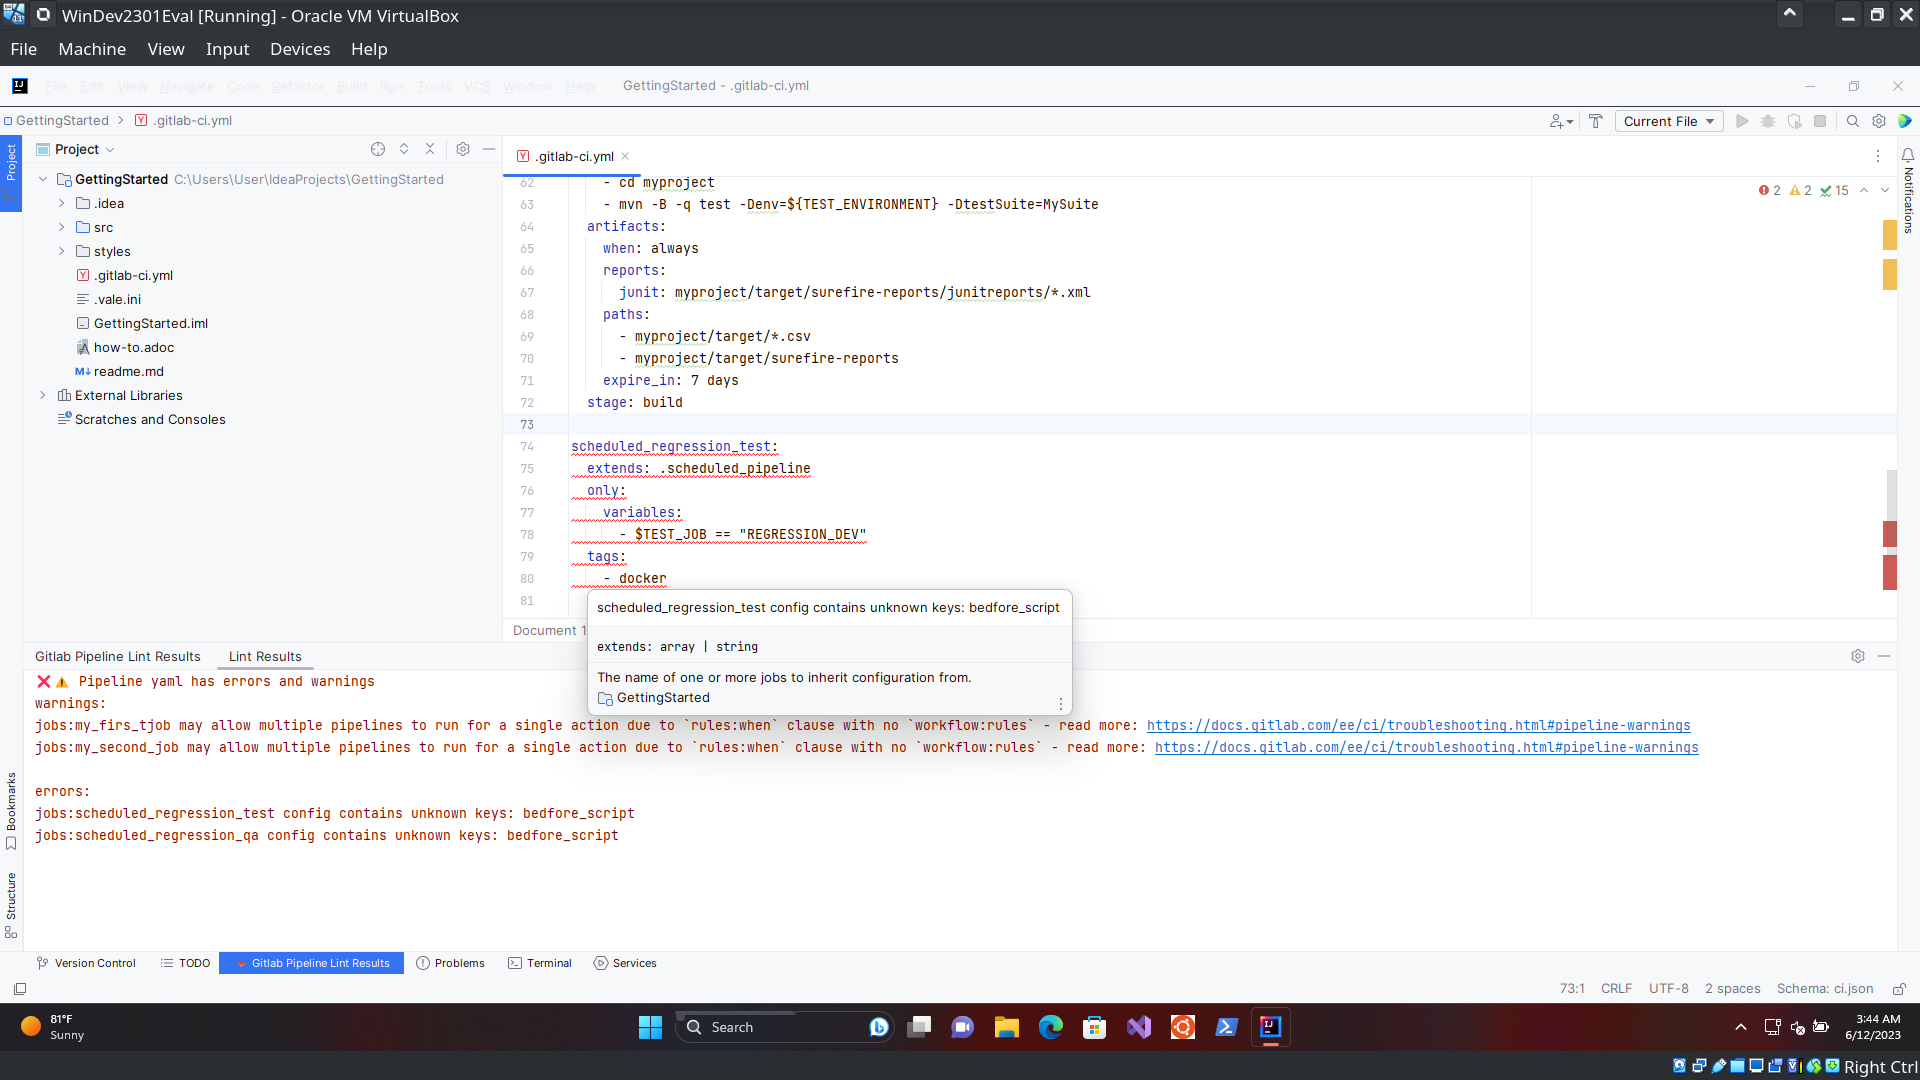 WinDev2301Eval [Running] - Oracle VM VirtualBox
File Machine View Input Devices Help
File Edit View Navigate Code Refactor Build Run Tools VCS Window Help GettingStarted - .gitlab-ci.yml
GettingStarted .gitlab-ci.yml Current File
Project
Project
GettingStarted C:\Users\User\IdeaProjects\GettingStarted
.idea
src
styles
.gitlab-ci.yml
.vale.ini
GettingStarted.iml
how-to.adoc
readme.md
External Libraries
Scratches and Consoles
.gitlab-ci.yml
2 2 15
Notifications
62 - cd myproject
63 - mvn -B -q test -Denv=${TEST_ENVIRONMENT} -DtestSuite=MySuite
64 artifacts:
65 when: always
66 reports:
67 junit: myproject/target/surefire-reports/junitreports/*.xml
68 paths:
69 - myproject/target/*.csv
70 - myproject/target/surefire-reports
71 expire_in: 7 days
72 stage: build
73
74 scheduled_regression_test:
75 extends: .scheduled_pipeline
76 only:
77 variables:
78 - $TEST_JOB == "REGRESSION_DEV"
79 tags:
80 - docker
81
Document 1
scheduled_regression_test config contains unknown keys: bedfore_script
extends: array | string
The name of one or more jobs to inherit configuration from.
GettingStarted
Gitlab Pipeline Lint Results Lint Results
Pipeline yaml has errors and warnings
warnings:
jobs:my_firs_tjob may allow multiple pipelines to run for a single action due to `rules:when` clause with no `workflow:rules` - read more: https://docs.gitlab.com/ee/ci/troubleshooting.html#pipeline-warnings
jobs:my_second_job may allow multiple pipelines to run for a single action due to `rules:when` clause with no `workflow:rules` - read more: https://docs.gitlab.com/ee/ci/troubleshooting.html#pipeline-warnings
errors:
jobs:scheduled_regression_test config contains unknown keys: bedfore_script
jobs:scheduled_regression_qa config contains unknown keys: bedfore_script
Bookmarks
Structure
Version Control TODO Gitlab Pipeline Lint Results Problems Terminal Services
73:1 CRLF UTF-8 2 spaces Schema: ci.json
81°F
Sunny
Search
3:44 AM
6/12/2023
Right Ctrl